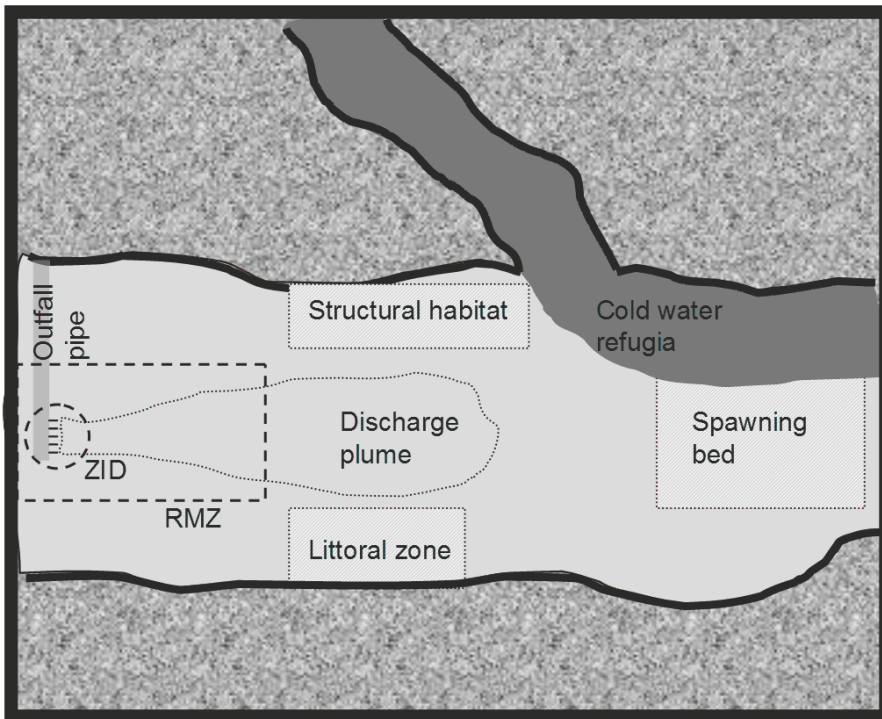 Outfall
pipe
Structural habitat
Cold water
refugia
Discharge
plume
Spawning
bed
ZID
RMZ
Littoral zone